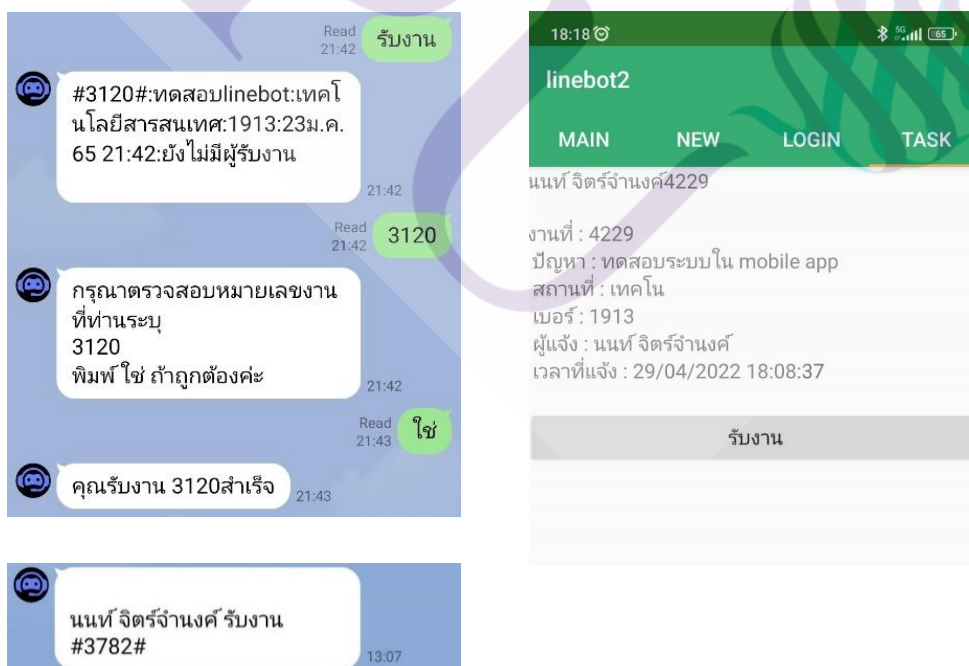 Read
21:42
รับงาน
#3120#:ทดสอบlinebot:เทคโ
นโลยีสารสนเทศ:1913:23ม.ค.
65 21:42:ยังไม่มีผู้รับงาน
21:42
Read
21:42
3120
กรุณาตรวจสอบหมายเลขงาน
ที่ท่านระบุ
3120
พิมพ์ ใช่ ถ้าถูกต้องค่ะ
21:42
Read
21:43
ใช่
คุณรับงาน 3120สำเร็จ
21:43
นนท์ จิตร์จำนงค์ รับงาน
#3782#
13:07
18:18
5G
65
linebot2
MAIN NEW LOGIN TASK
นนท์ จิตร์จำนงค์4229
งานที่ : 4229
ปัญหา : ทดสอบระบบใน mobile app
สถานที่ : เทคโน
เบอร์ : 1913
ผู้แจ้ง : นนท์ จิตร์จำนงค์
เวลาที่แจ้ง : 29/04/2022 18:08:37
รับงาน